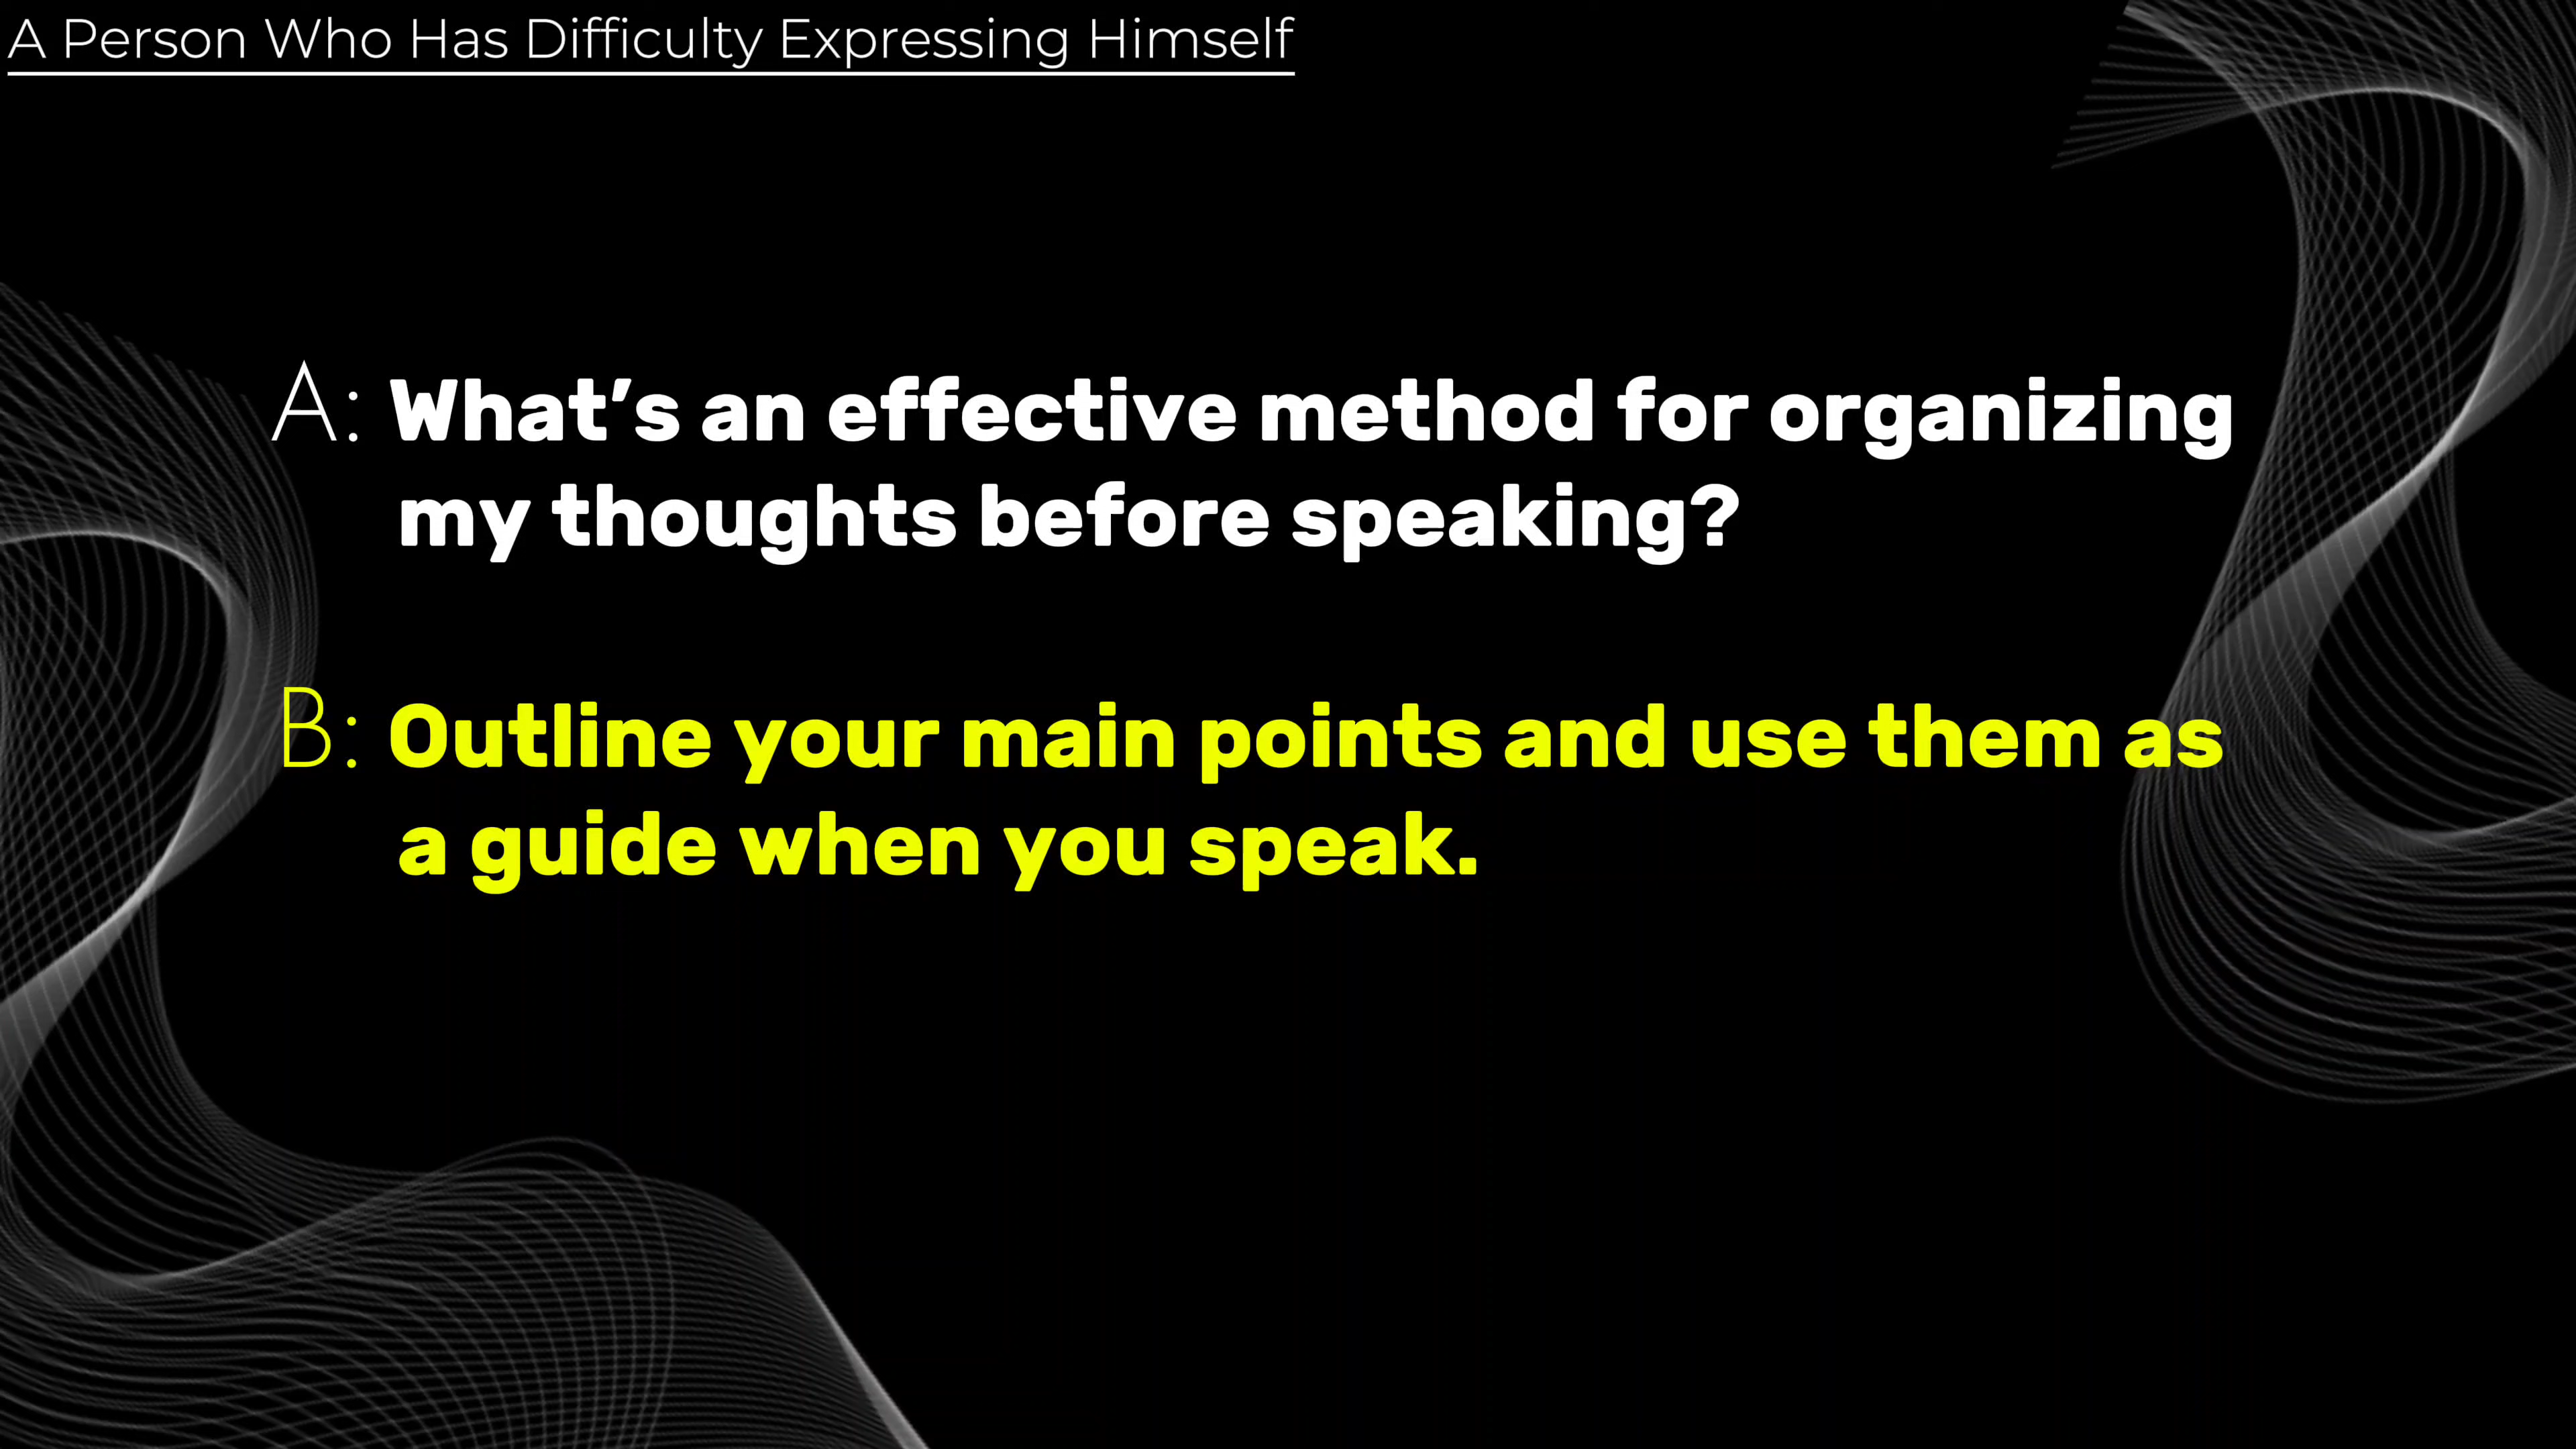 A Person Who Has Difficulty Expressing Himself
A: What’s an effective method for organizing
my thoughts before speaking?
B: Outline your main points and use them as
a guide when you speak.